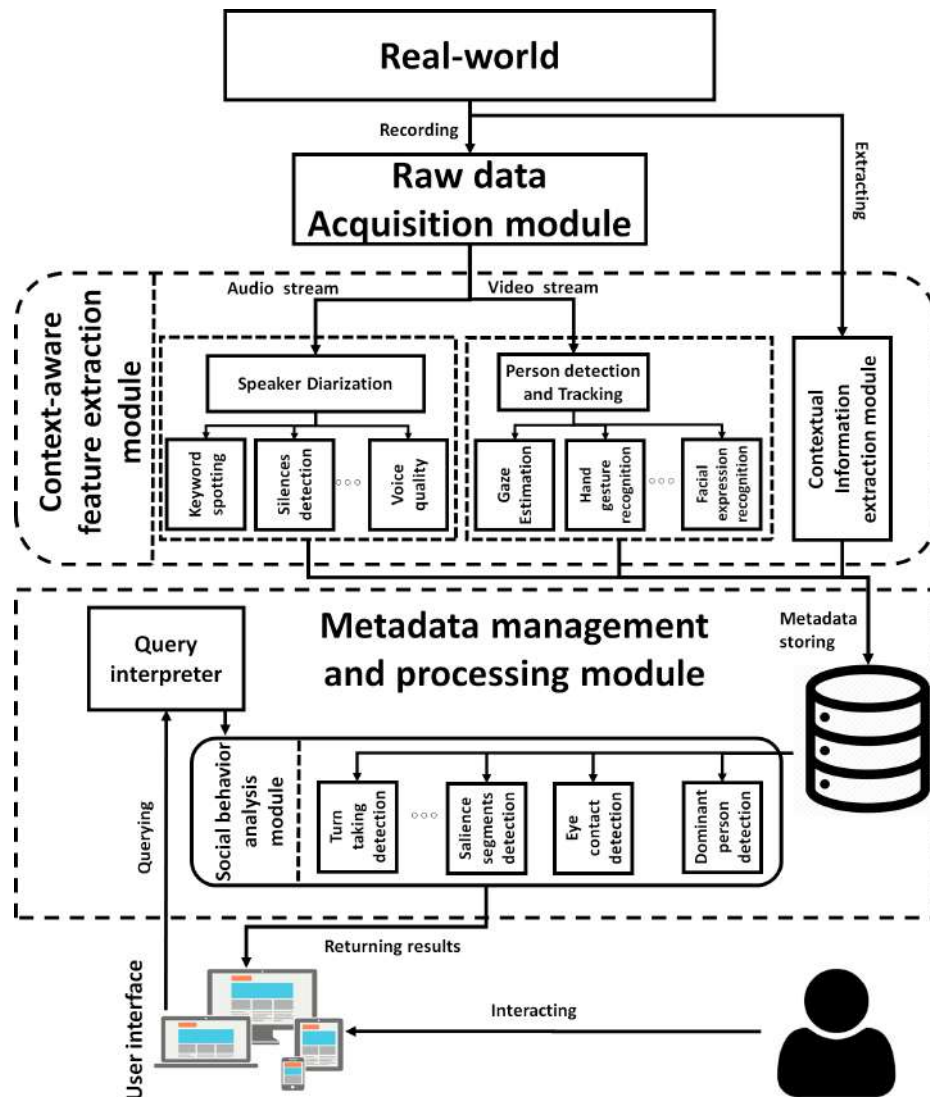 Real-world
Recording
Extracting
Raw data
Acquisition module
Context-aware
feature extraction
module
Audio stream
Video stream
Speaker Diarization
Person detection
and Tracking
Keyword
spotting
Silences
detection
Voice
quality
Gaze
Estimation
Hand
gesture
recognition
Facial
expression
recognition
Contextual
Information
extraction module
Metadata management
and processing module
Metadata
storing
Query
interpreter
Social behavior
analysis
module
Turn
taking
detection
Salience
segments
detection
Eye
contact
detection
Dominant
person
detection
Querying
Returning results
User interface
Interacting